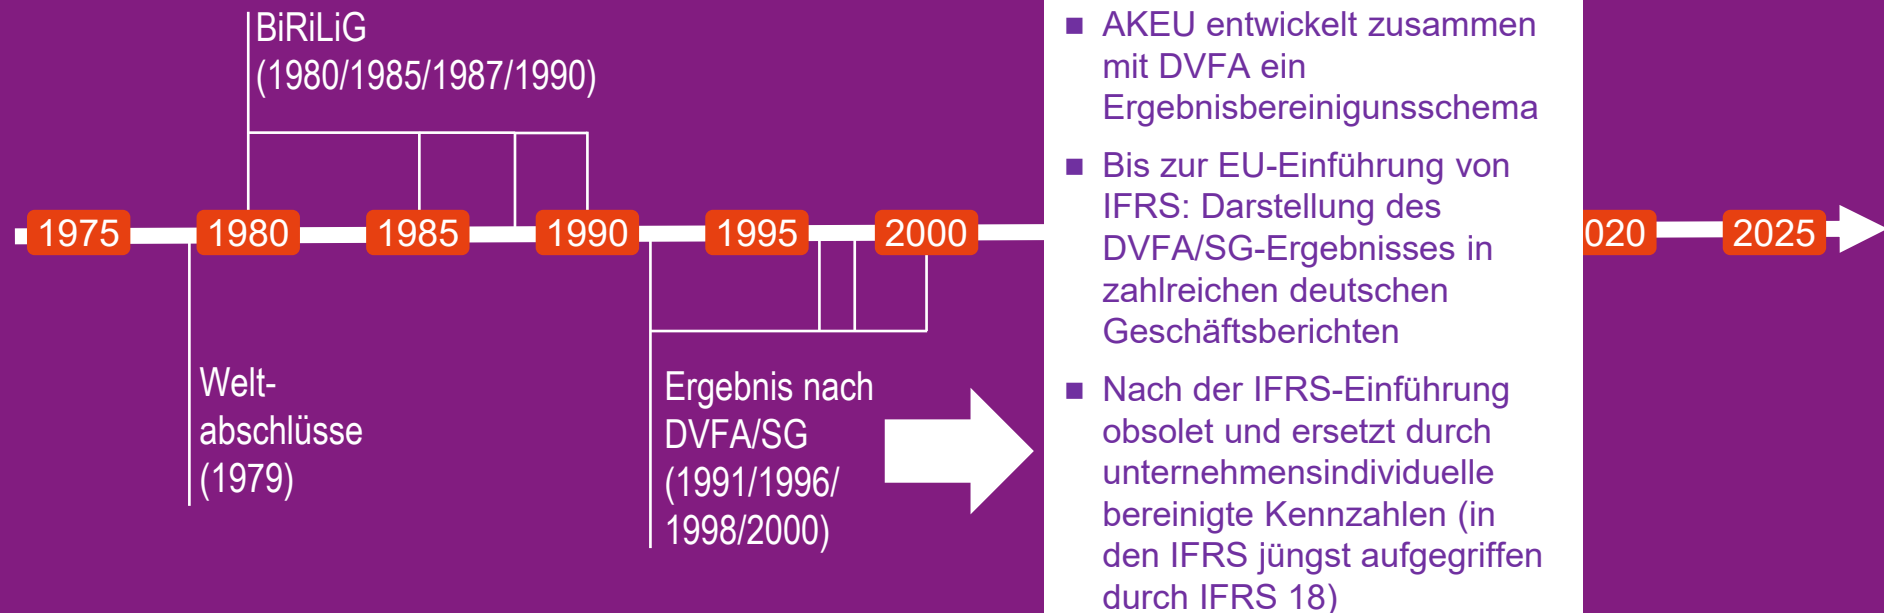 BiRiLiG
(1980/1985/1987/1990)
1975
1980
1985
1990
1995
2000
020
2025
Welt-
abschlüsse
(1979)
Ergebnis nach
DVFA/SG
(1991/1996/
1998/2000)
AKEU entwickelt zusammen
mit DVFA ein
Ergebnisbereinigunsschema
Bis zur EU-Einführung von
IFRS: Darstellung des
DVFA/SG-Ergebnisses in
zahlreichen deutschen
Geschäftsberichten
Nach der IFRS-Einführung
obsolet und ersetzt durch
unternehmensindividuelle
bereinigte Kennzahlen (in
den IFRS jüngst aufgegriffen
durch IFRS 18)